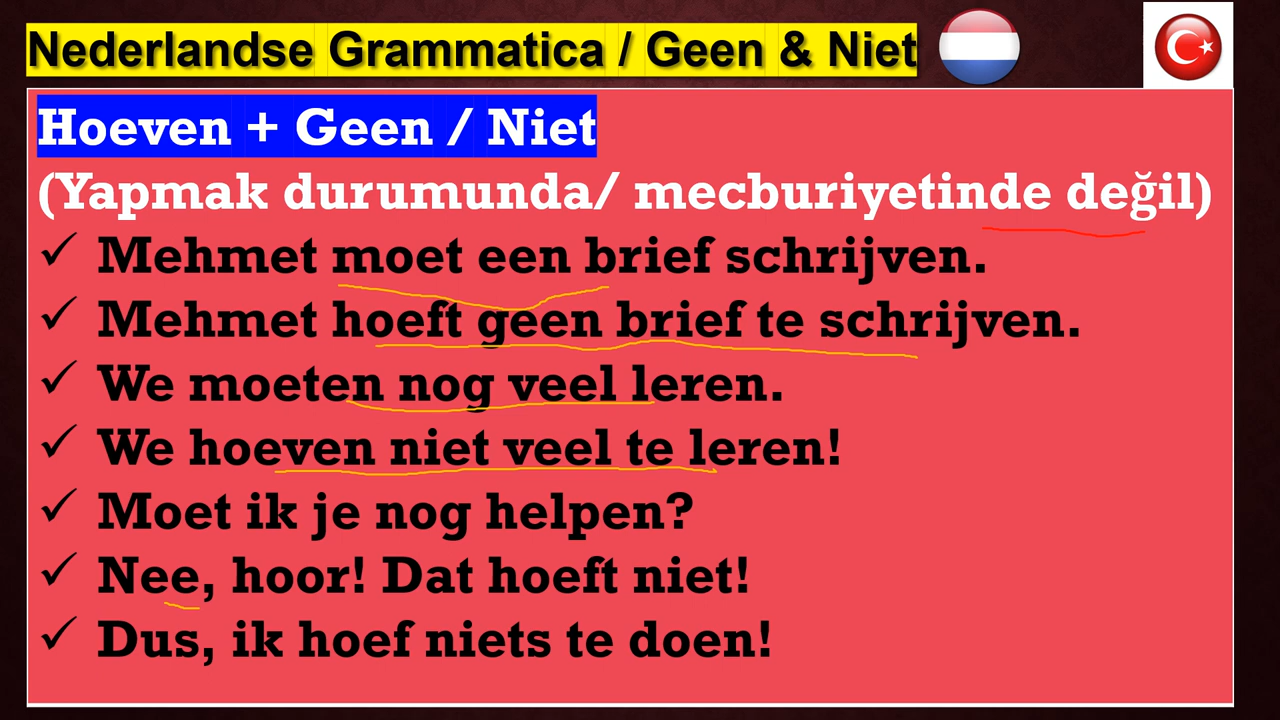 Nederlandse Grammatica / Geen & Niet
Hoeven + Geen / Niet
(Yapmak durumunda/ mecburiyetinde değil)
✓ Mehmet moet een brief schrijven.
✓ Mehmet hoeft geen brief te schrijven.
✓ We moeten nog veel leren.
✓ We hoeven niet veel te leren!
✓ Moet ik je nog helpen?
✓ Nee, hoor! Dat hoeft niet!
✓ Dus, ik hoef niets te doen!